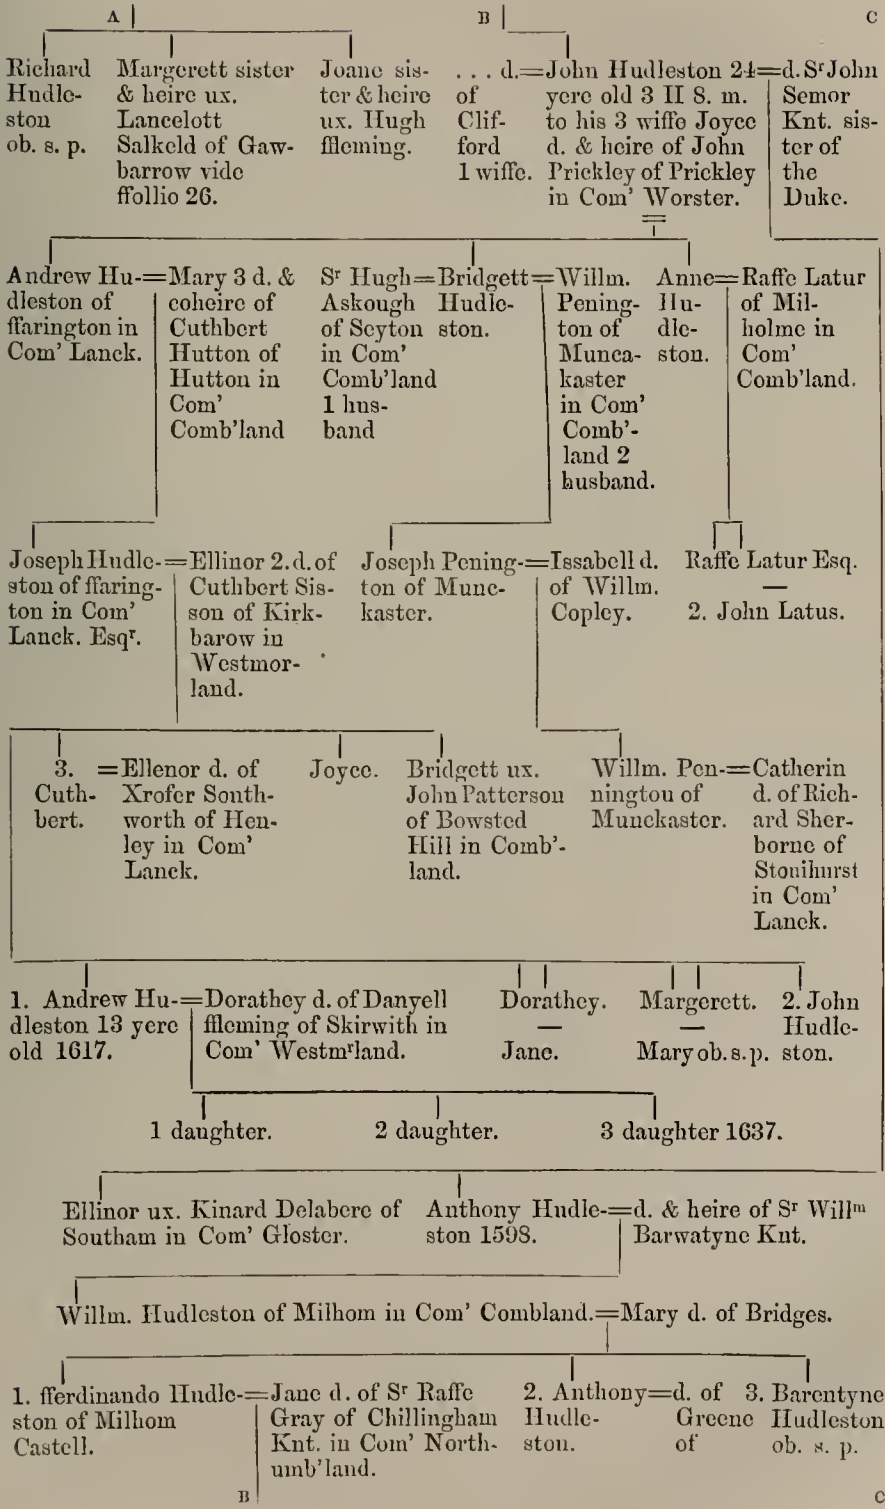 A B C
Richard
Hudle-
ston
ob. s. p.
Margerett sister
& heire ux.
Lancelott
Salkeld of Gaw-
barrow vide
ffollio 26.
Joane sis-
ter & heire
ux. Hugh
ffleming.
. . . d.=
of
Clif-
ford
1 wiffe.
John Hudleston 24=
yere old 3 H 8. m.
to his 3 wiffe Joyce
d. & heire of John
Prickley of Prickley
in Com' Worster.
d. Sr John
Semor
Knt. sis-
ter of
the
Duke.
Andrew Hu-=
dleston of
ffarington in
Com' Lanck.
Mary 3 d. &
coheire of
Cuthbert
Hutton of
Hutton in
Com'
Comb'land
Sr Hugh=
Askough
of Seyton
in Com'
Comb'land
1 hus-
band
Bridgett=
Hudle-
ston.
Willm.
Pening-
ton of
Munca-
kaster
in Com'
Comb'-
land 2
husband.
Anne=
Hu-
dle-
ston.
Raffe Latur
of Mil-
holme in
Com'
Comb'land.
Joseph Hudle-=
ston of ffaring-
ton in Com'
Lanck. Esqr.
Ellinor 2. d. of
Cuthbert Sis-
son of Kirk-
barow in
Westmor-
land.
Joseph Pening-=
ton of Munc-
kaster.
Issabell d.
of Willm.
Copley.
Raffe Latur Esq.
—
2. John Latus.
3. =
Cuth-
bert.
Ellenor d. of
Xrofer South-
worth of Hen-
ley in Com'
Lanck.
Joyce.
Bridgett ux.
John Patterson
of Bowsted
Hill in Comb'-
land.
Willm. Pen-=
nington of
Munckaster.
Catherin
d. of Rich-
ard Sher-
borne of
Stonihurst
in Com'
Lanck.
1. Andrew Hu-=
dleston 13 yere
old 1617.
Dorathey d. of Danyell
ffleming of Skirwith in
Com' Westmrland.
Dorathey.
—
Jane.
Margerett.
—
Mary ob. s. p.
2. John
Hudle-
ston.
1 daughter. 2 daughter. 3 daughter 1637.
Ellinor ux. Kinard Delabere of
Southam in Com' Gloster.
Anthony Hudle-=
ston 1598.
d. & heire of Sr Willm
Barwatyne Knt.
Willm. Hudleston of Milhom in Com' Combland.=Mary d. of Bridges.
1. fferdinando Hudle-=
ston of Milhom
Castell.
Jane d. of Sr Raffe
Gray of Chillingham
Knt. in Com' North-
umb'land.
2. Anthony=
Hudle-
ston.
d. of
Greene
of
3. Barentyne
Hudleston
ob. s. p.
B C